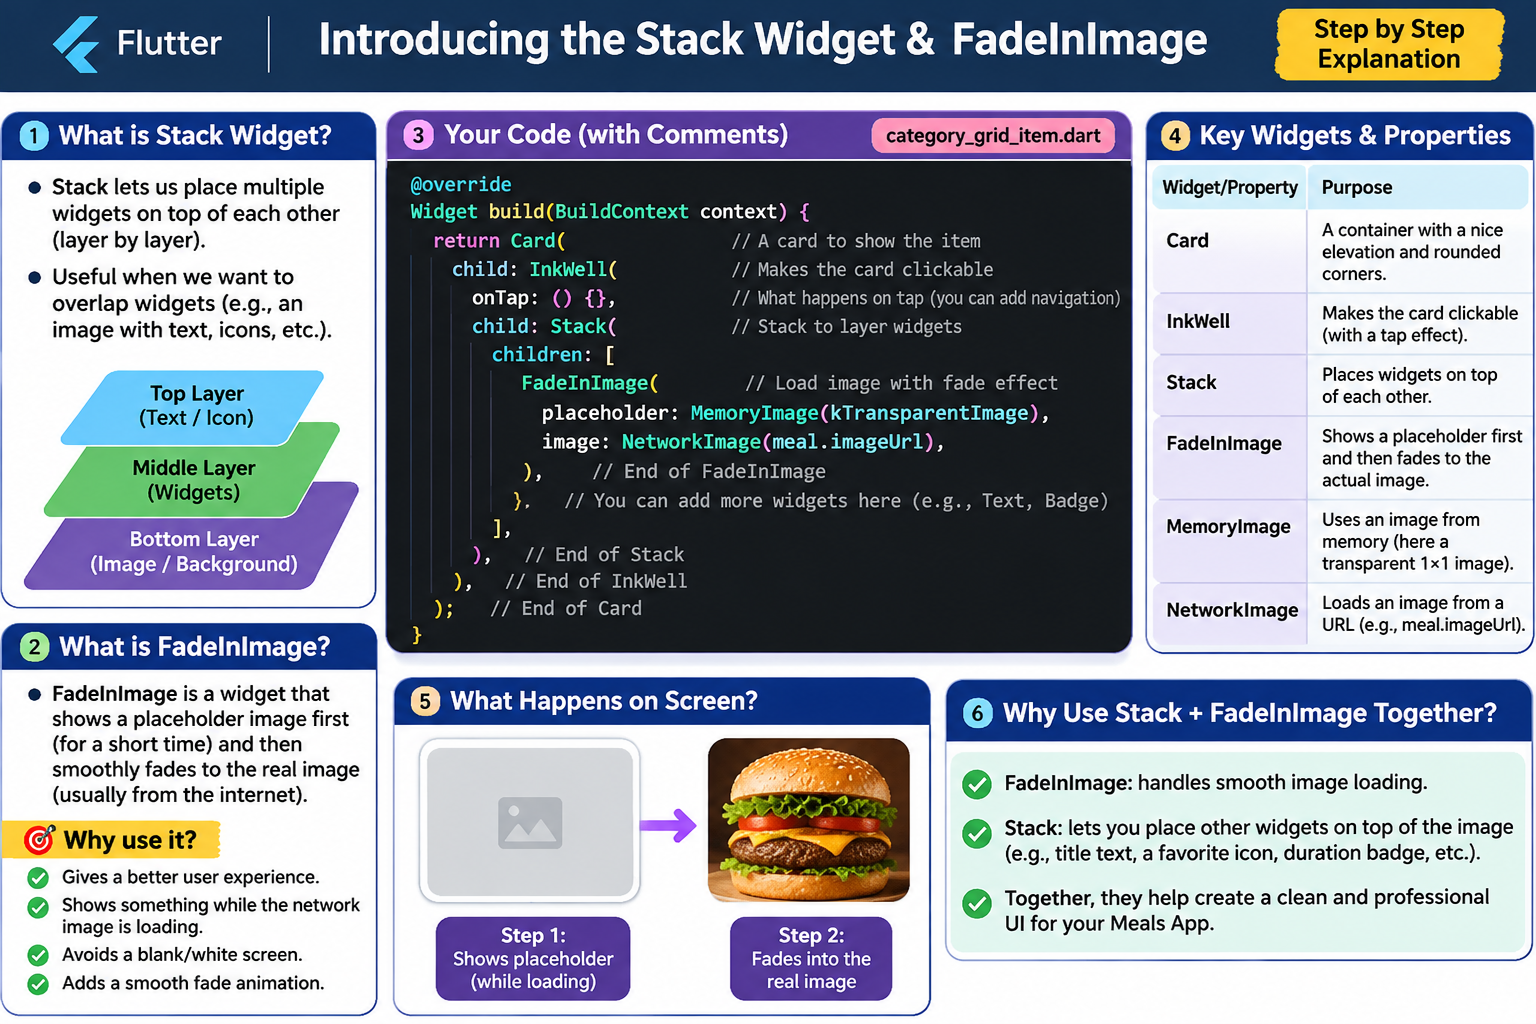 Flutter
Introducing the Stack Widget & FadeInImage
Step by Step
Explanation
1 What is Stack Widget?
Stack lets us place multiple
widgets on top of each other
(layer by layer).
Useful when we want to
overlap widgets (e.g., an
image with text, icons, etc.).
Top Layer
(Text / Icon)
Middle Layer
(Widgets)
Bottom Layer
(Image / Background)
2 What is FadeInImage?
FadeInImage is a widget that
shows a placeholder image first
(for a short time) and then
smoothly fades to the real image
(usually from the internet).
Why use it?
Gives a better user experience.
Shows something while the network
image is loading.
Avoids a blank/white screen.
Adds a smooth fade animation.
3 Your Code (with Comments)
category_grid_item.dart
@override
Widget build(BuildContext context) {
return Card( // A card to show the item
child: InkWell( // Makes the card clickable
onTap: () {}, // What happens on tap (you can add navigation)
child: Stack( // Stack to layer widgets
children: [
FadeInImage( // Load image with fade effect
placeholder: MemoryImage(kTransparentImage),
image: NetworkImage(meal.imageUrl),
), // End of FadeInImage
}, // You can add more widgets here (e.g., Text, Badge)
],
), // End of Stack
), // End of InkWell
); // End of Card
}
4 Key Widgets & Properties
Widget/Property Purpose
Card
A container with a nice
elevation and rounded
corners.
InkWell
Makes the card clickable
(with a tap effect).
Stack
Places widgets on top
of each other.
FadeInImage
Shows a placeholder first
and then fades to the
actual image.
MemoryImage
Uses an image from
memory (here a
transparent 1×1 image).
NetworkImage
Loads an image from a
URL (e.g., meal.imageUrl).
5 What Happens on Screen?
Step 1:
Shows placeholder
(while loading)
Step 2:
Fades into the
real image
6 Why Use Stack + FadeInImage Together?
FadeInImage: handles smooth image loading.
Stack: lets you place other widgets on top of the image
(e.g., title text, a favorite icon, duration badge, etc.).
Together, they help create a clean and professional
UI for your Meals App.